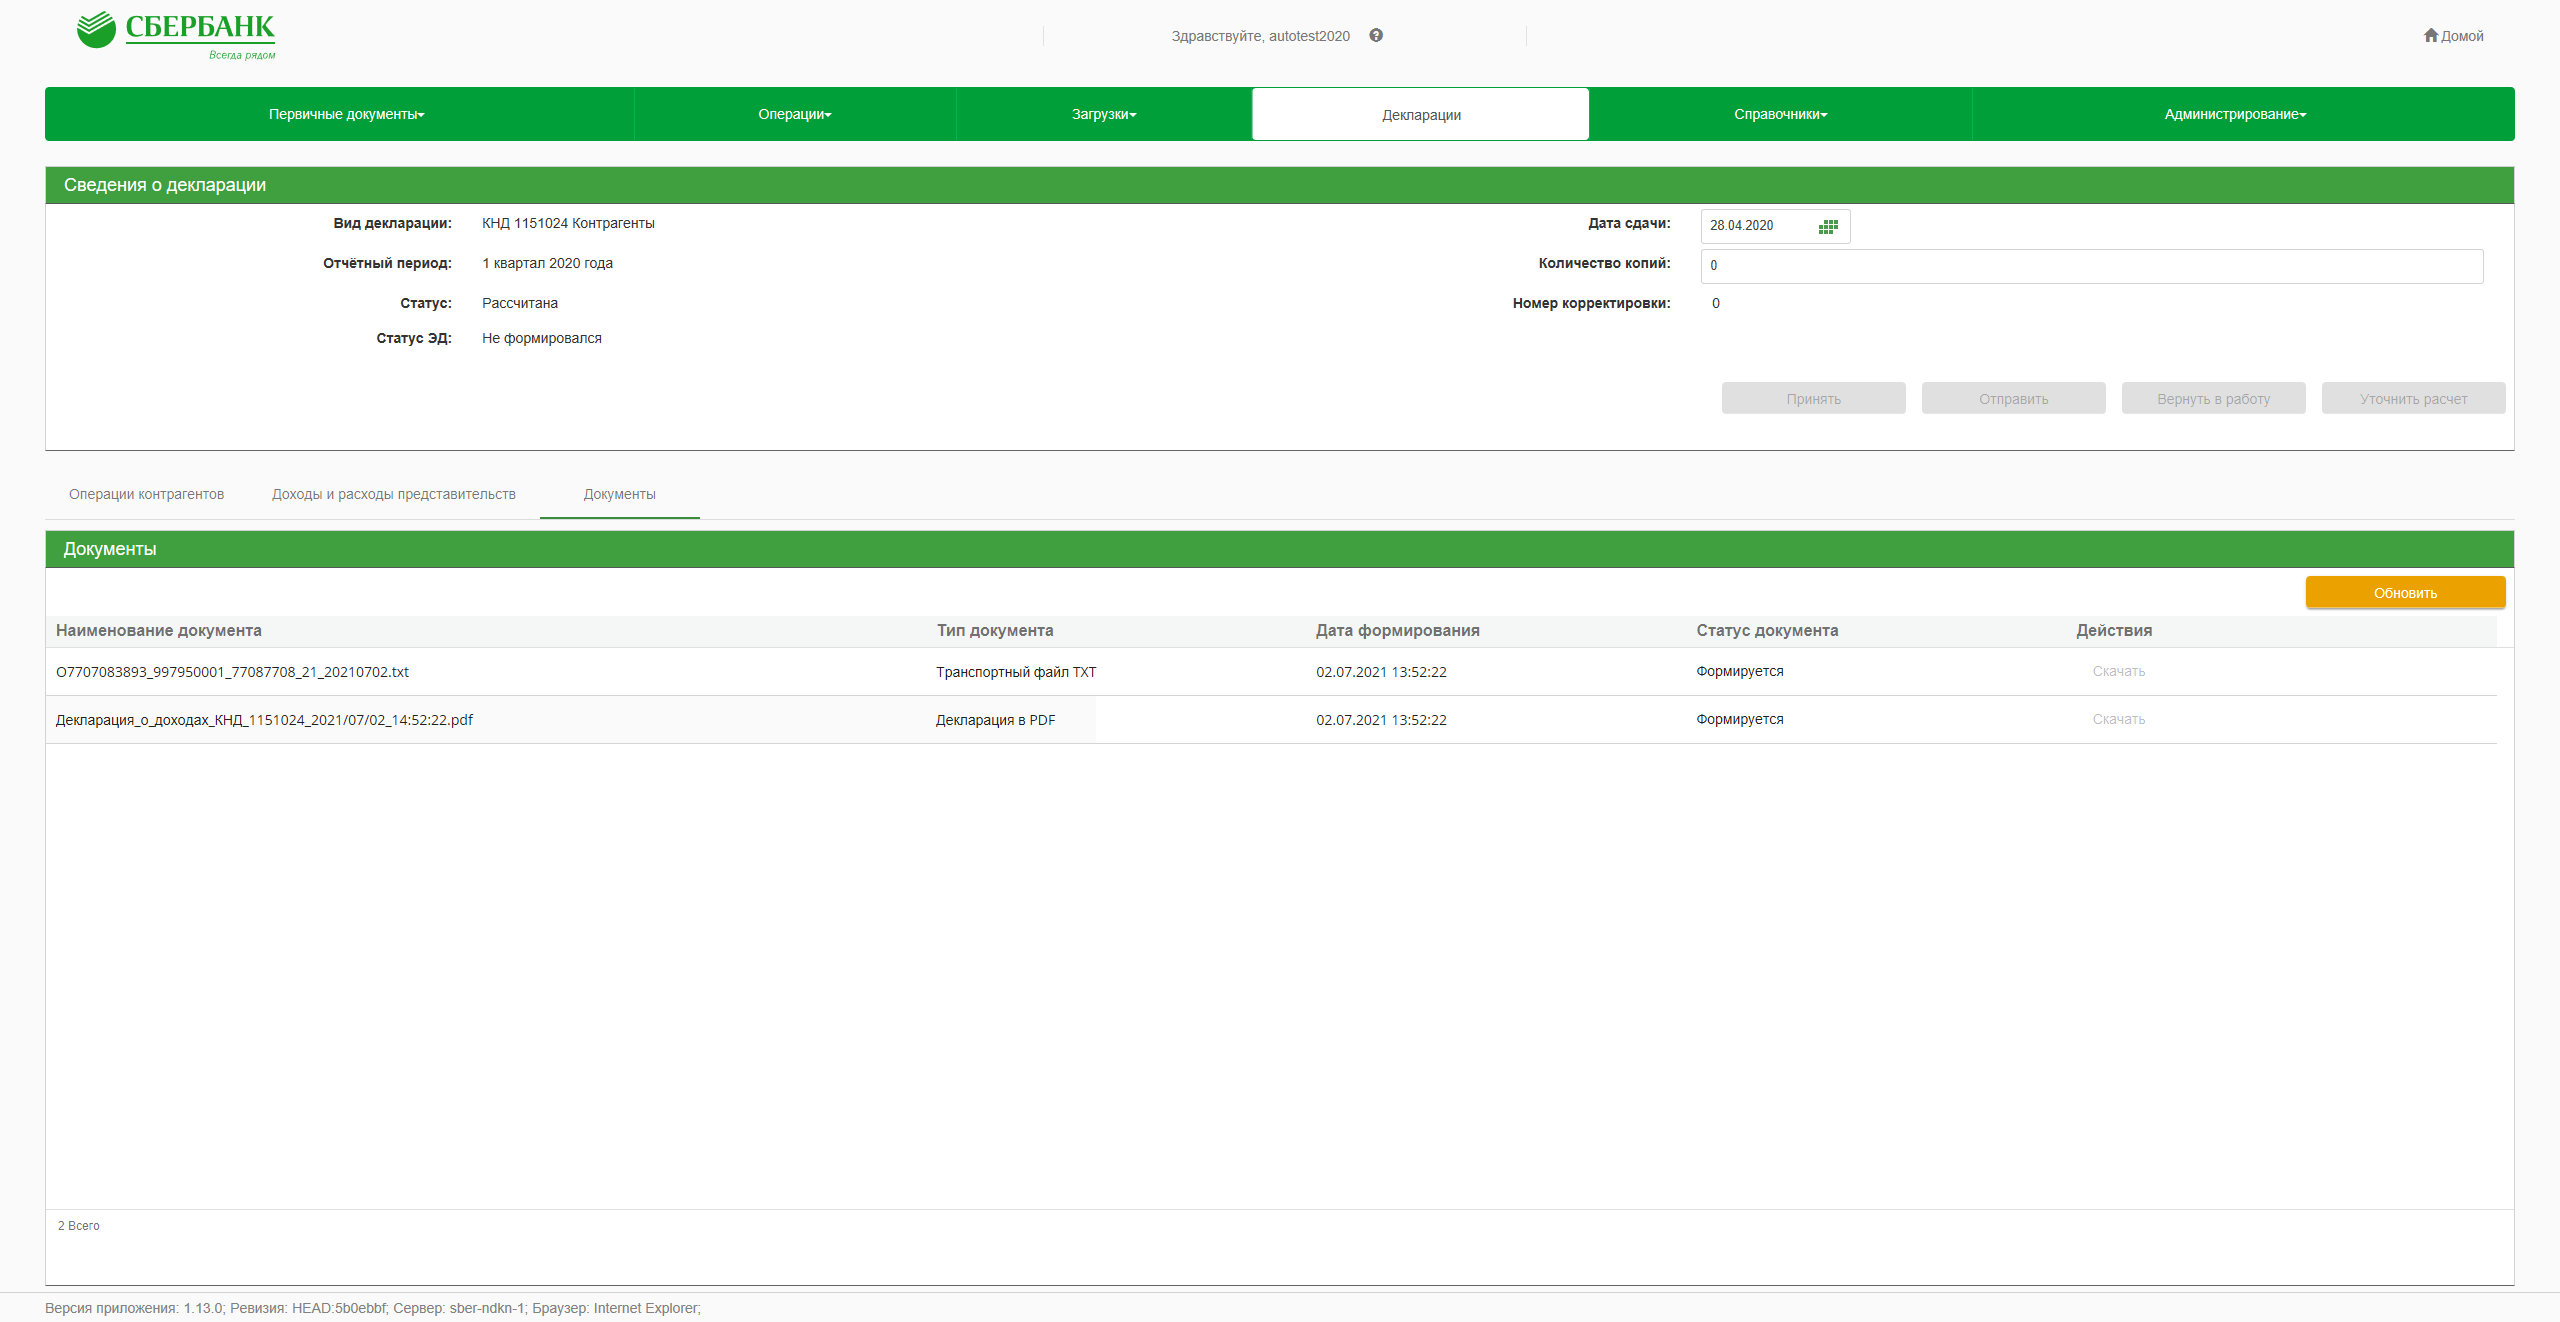 СБЕРБАНК
Всегда рядом
Здравствуйте, autotest2020
Домой
Первичные документы
Операции
Загрузки
Декларации
Справочники
Администрирование
Сведения о декларации
Вид декларации: КНД 1151024 Контрагенты
Дата сдачи: 28.04.2020
Отчётный период: 1 квартал 2020 года
Количество копий: 0
Статус: Рассчитана
Номер корректировки: 0
Статус ЭД: Не формировался
Принять
Отправить
Вернуть в работу
Уточнить расчет
Операции контрагентов
Доходы и расходы представительств
Документы
Документы
Обновить
Наименование документа Тип документа Дата формирования Статус документа Действия
O7707083893_997950001_77087708_21_20210702.txt Транспортный файл TXT 02.07.2021 13:52:22 Формируется Скачать
Декларация_о_доходах_КНД_1151024_2021/07/02_14:52:22.pdf Декларация в PDF 02.07.2021 13:52:22 Формируется Скачать
2 Всего
Версия приложения: 1.13.0; Ревизия: HEAD:5b0ebbf; Сервер: sber-ndkn-1; Браузер: Internet Explorer;